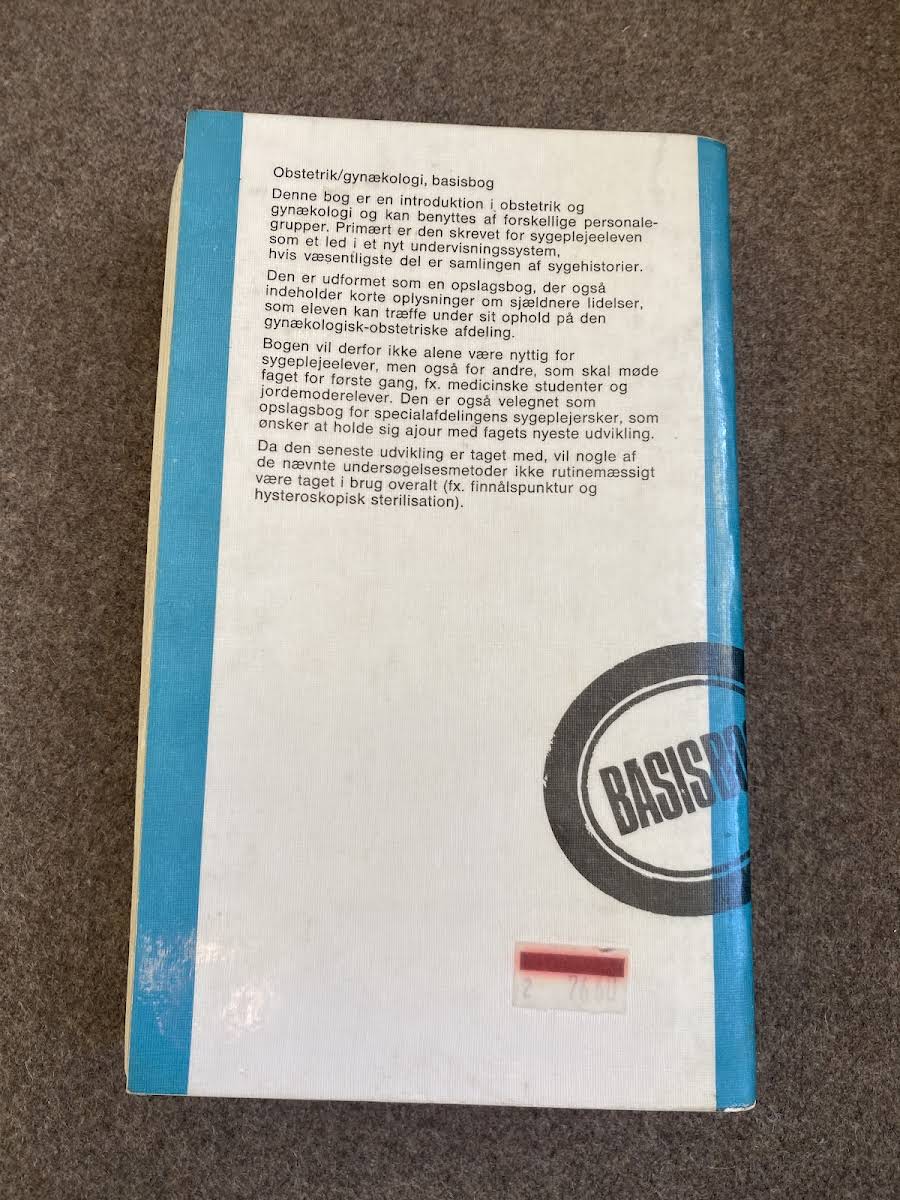 Obstetrik/gynækologi, basisbog
Denne bog er en introduktion i obstetrik og
gynækologi og kan benyttes af forskellige personale-
grupper. Primært er den skrevet for sygeplejeeleven
som et led i et nyt undervisningssystem,
hvis væsentligste del er samlingen af sygehistorier.
Den er udformet som en opslagsbog, der også
indeholder korte oplysninger om sjældnere lidelser,
som eleven kan træffe under sit ophold på den
gynækologisk-obstetriske afdeling.
Bogen vil derfor ikke alene være nyttig for
sygeplejeelever, men også for andre, som skal møde
faget for første gang, fx. medicinske studenter og
jordemoderelever. Den er også velegnet som
opslagsbog for specialafdelingens sygeplejersker, som
ønsker at holde sig ajour med fagets nyeste udvikling.
Da den seneste udvikling er taget med, vil nogle af
de nævnte undersøgelsesmetoder ikke rutinemæssigt
være taget i brug overalt (fx. finnålspunktur og
hysteroskopisk sterilisation).
BASISBO
2